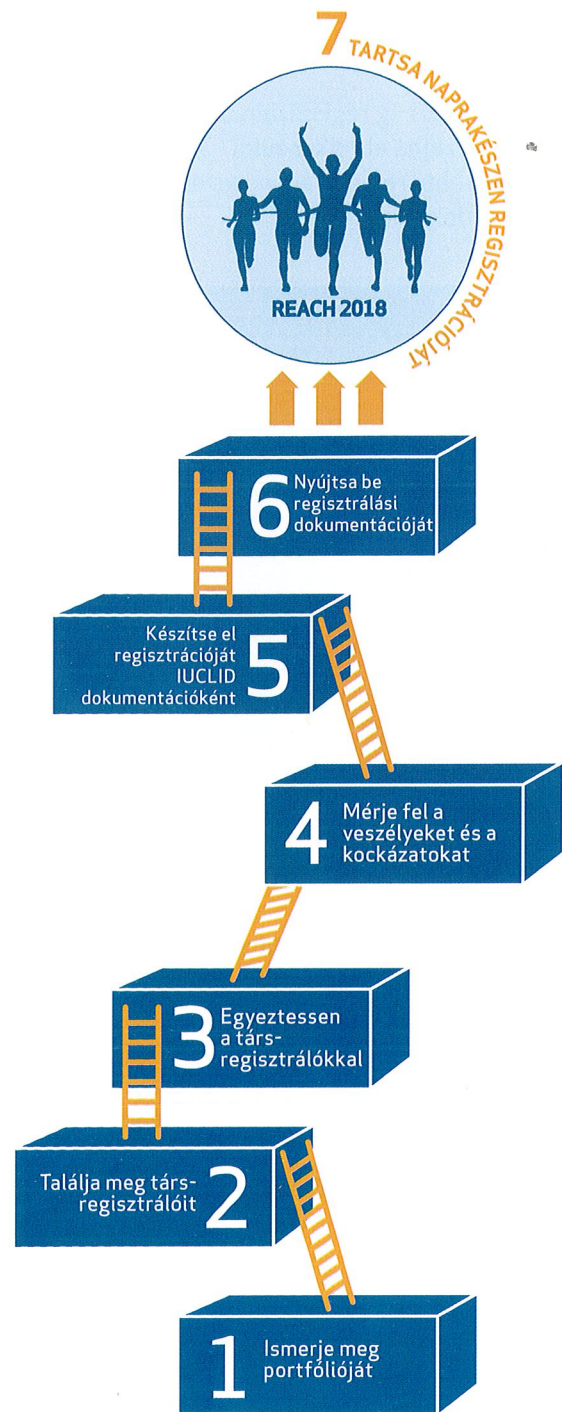 7 TARTSA NAPRAKÉSZEN REGISZTRÁCIÓJÁT
REACH 2018
6 Nyújtsa be
regisztrálási
dokumentációját
Készítse el
regisztrációját
IUCLID
dokumentációként
5
4 Mérje fel a
veszélyeket és a
kockázatokat
3 Egyeztessen
a társ-
regisztrálókkal
Találja meg társ-
regisztrálóit
2
1 Ismerje meg
portfólióját